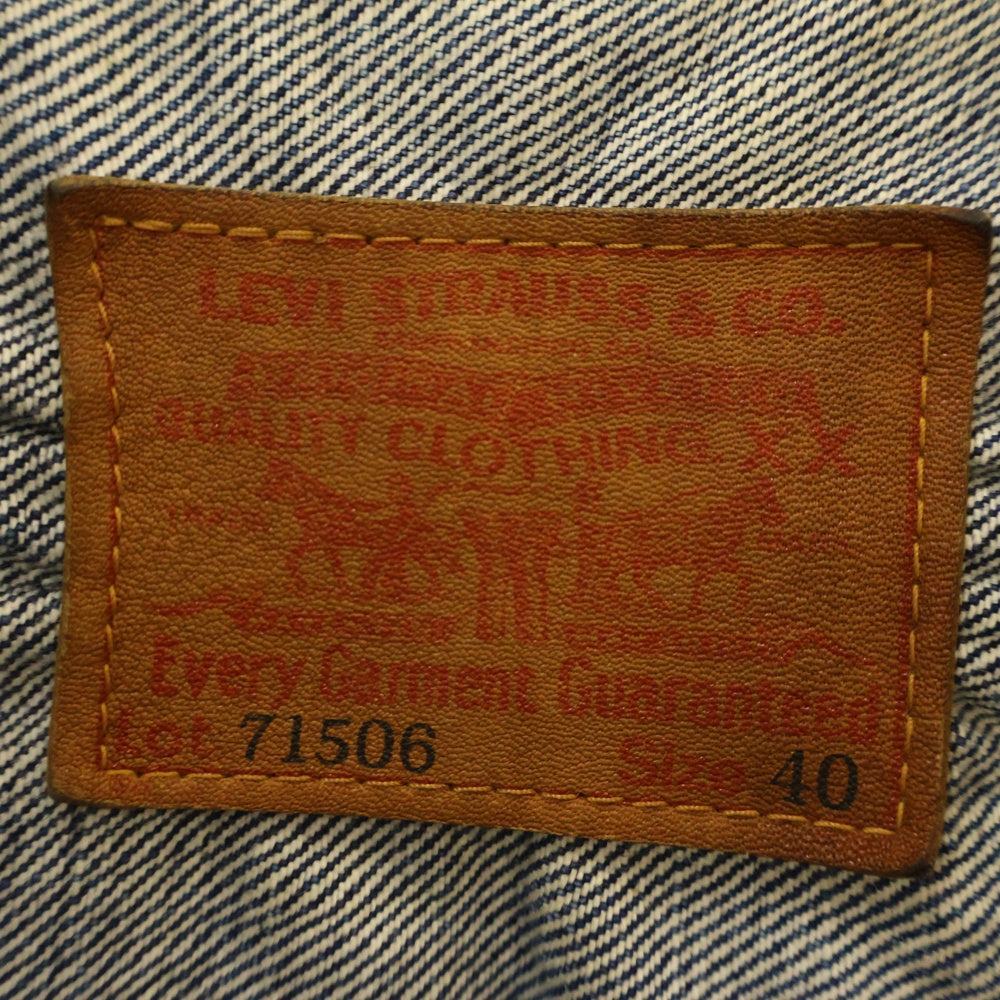 LEVI STRAUSS & CO.
QUALITY CLOTHING XX
Every Garment Guaranteed
Lot 71506 Size 40